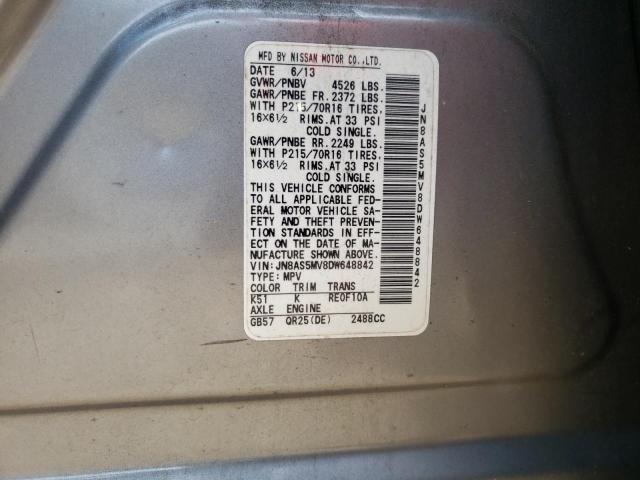 MFD BY NISSAN MOTOR CO.,LTD.
DATE 6/13
GVWR/PNBV 4526 LBS.
GAWR/PNBE FR. 2372 LBS.
WITH P215/70R16 TIRES,
16×6½ RIMS.AT 33 PSI
COLD SINGLE.
GAWR/PNBE RR. 2249 LBS.
WITH P215/70R16 TIRES,
16×6½ RIMS.AT 33 PSI
COLD SINGLE.
THIS VEHICLE CONFORMS
TO ALL APPLICABLE FED-
ERAL MOTOR VEHICLE SA-
FETY AND THEFT PREVEN-
TION STANDARDS IN EFF-
ECT ON THE DATE OF MA-
NUFACTURE SHOWN ABOVE.
VIN: JN8AS5MV8DW648842
TYPE: MPV
COLOR TRIM TRANS
K51 K RE0F10A
AXLE ENGINE
GB57 QR25(DE) 2488CC
JN8AS5MV8DW648842